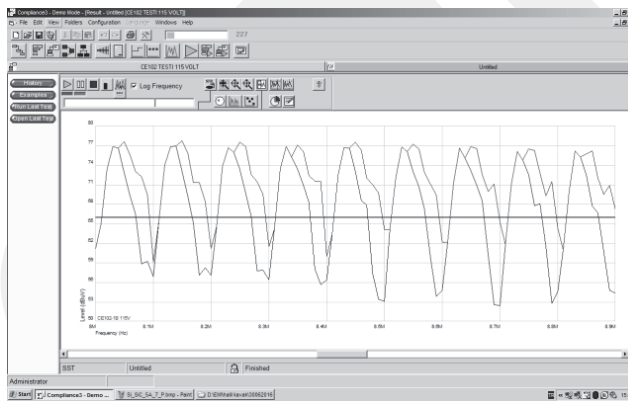 Compliance3 - Demo Mode - [Result - Untitled [CE102 TEST1 115 VOLT]]
File Edit View Folders Configuration Language Windows Help
???
CE102 TEST1 115 VOLT
Untitled
History
Examples
Run Last Test
Open Last Test
Log Frequency
80
77
74
71
68
65
62
59
56
53
50
Level (dBuV)
CE102-1B 115V
8M 8.1M 8.2M 8.3M 8.4M 8.5M 8.6M 8.7M 8.8M 8.9M
Frequency (Hz)
SST Untitled Finished
Administrator
Start Compliance3 - Demo ...
- Paint